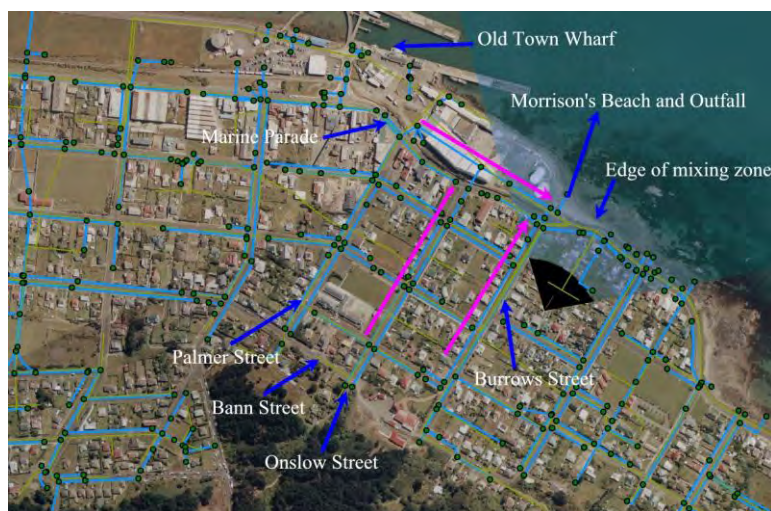 Old Town Wharf
Morrison's Beach and Outfall
Marine Parade
Edge of mixing zone
Palmer Street
Burrows Street
Bann Street
Onslow Street